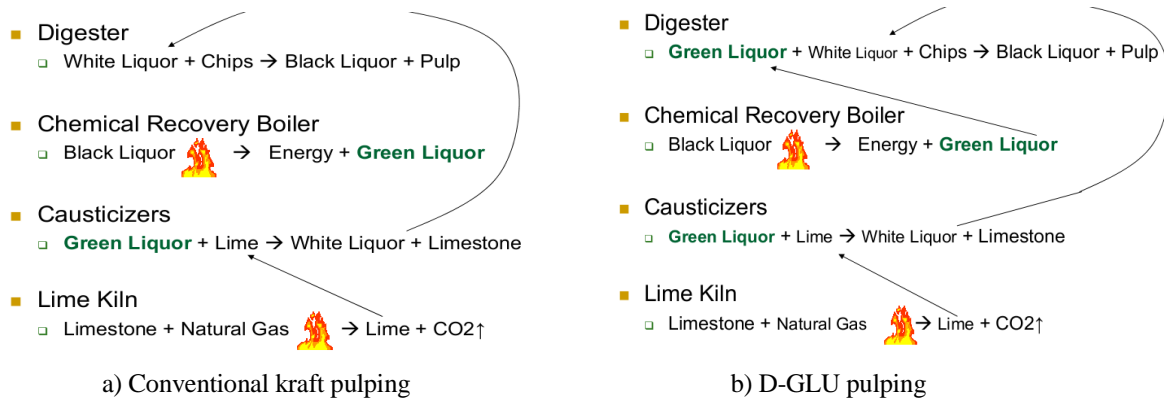 Digester
White Liquor + Chips → Black Liquor + Pulp
Chemical Recovery Boiler
Black Liquor → Energy + Green Liquor
Causticizers
Green Liquor + Lime → White Liquor + Limestone
Lime Kiln
Limestone + Natural Gas → Lime + CO2↑
a) Conventional kraft pulping
Digester
Green Liquor + White Liquor + Chips → Black Liquor + Pulp
Chemical Recovery Boiler
Black Liquor → Energy + Green Liquor
Causticizers
Green Liquor + Lime → White Liquor + Limestone
Lime Kiln
Limestone + Natural Gas → Lime + CO2↑
b) D-GLU pulping